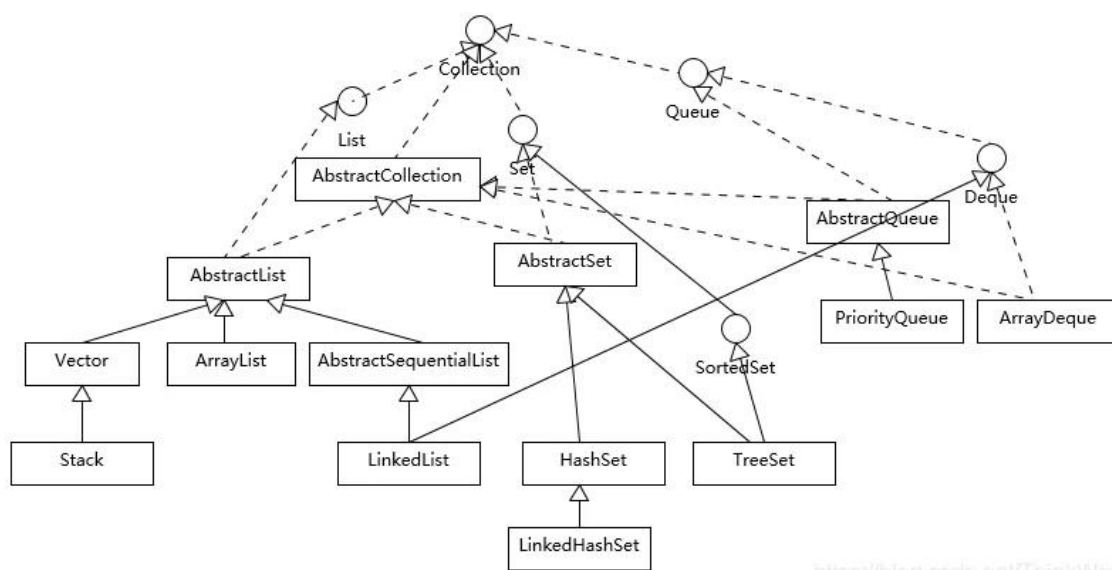 Collection
Queue
List
Set
Deque
AbstractCollection
AbstractQueue
AbstractList
AbstractSet
PriorityQueue
ArrayDeque
Vector
ArrayList
AbstractSequentialList
SortedSet
Stack
LinkedList
HashSet
TreeSet
LinkedHashSet